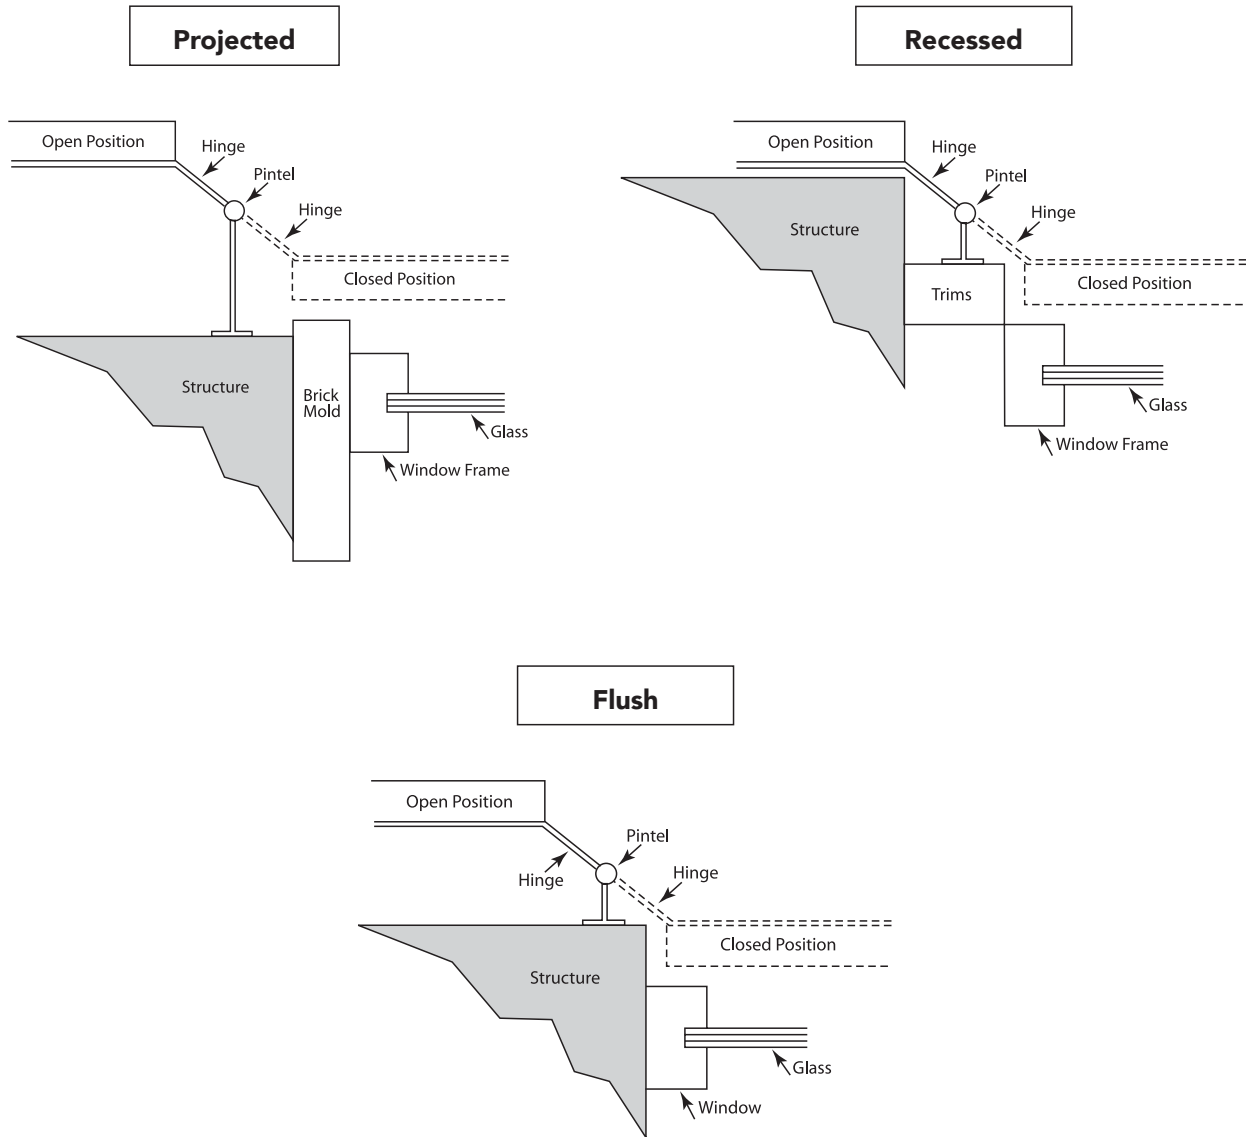 Projected
Open Position
Hinge
Pintel
Hinge
Closed Position
Structure
Brick
Mold
Glass
Window Frame
Recessed
Open Position
Hinge
Pintel
Hinge
Structure
Closed Position
Trims
Glass
Window Frame
Flush
Open Position
Pintel
Hinge
Hinge
Closed Position
Structure
Glass
Window